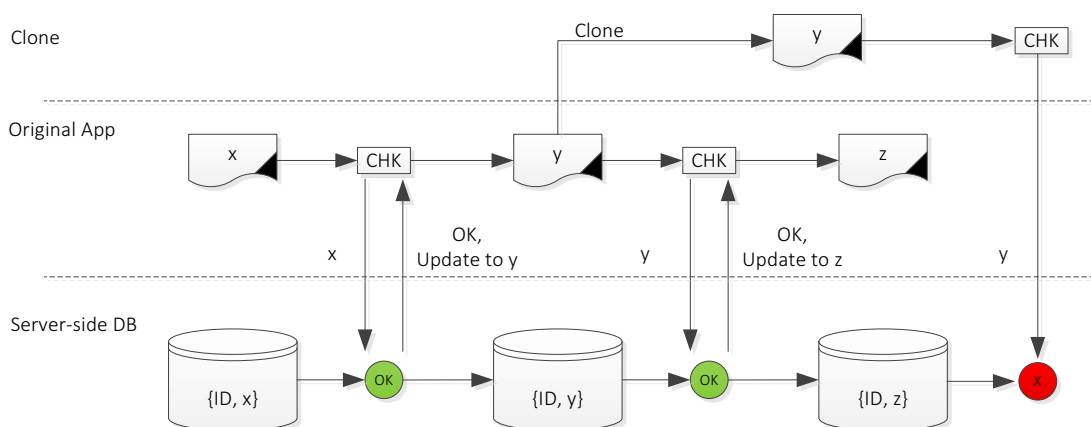 Clone
Clone
y
CHK
Original App
x
CHK
y
CHK
z
x
OK,
Update to y
y
OK,
Update to z
y
Server-side DB
{ID, x}
OK
{ID, y}
OK
{ID, z}
x